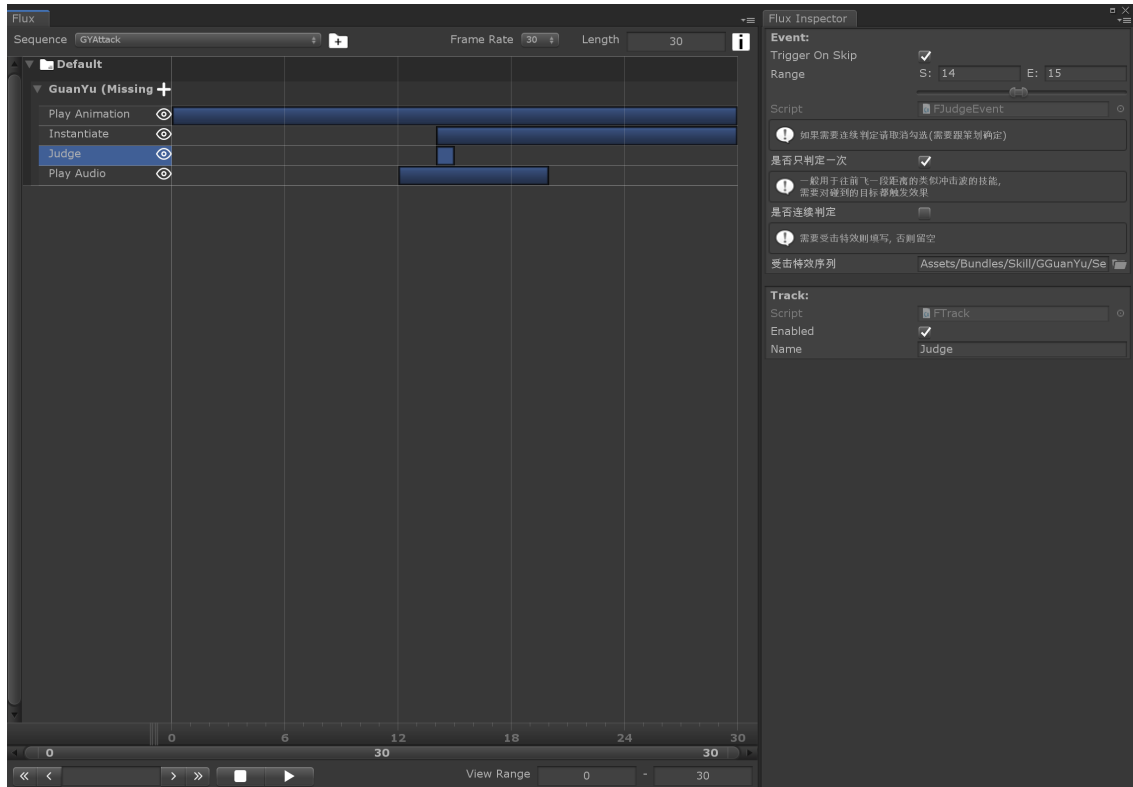 Flux
Sequence GYAttack Frame Rate 30 Length 30
Default
GuanYu (Missing
Play Animation
Instantiate
Judge
Play Audio
0 6 12 18 24 30
0 30 30
View Range 0 - 30
Flux Inspector
Event:
Trigger On Skip
Range S: 14 E: 15
Script FJudgeEvent
如果需要连续判定请取消勾选(需要跟策划确定)
是否只判定一次
一般用于往前飞一段距离的类似冲击波的技能,
需要对碰到的目标都触发效果
是否连续判定
需要受击特效则填写, 否则留空
受击特效序列 Assets/Bundles/Skill/GGuanYu/Se
Track:
Script FTrack
Enabled
Name Judge